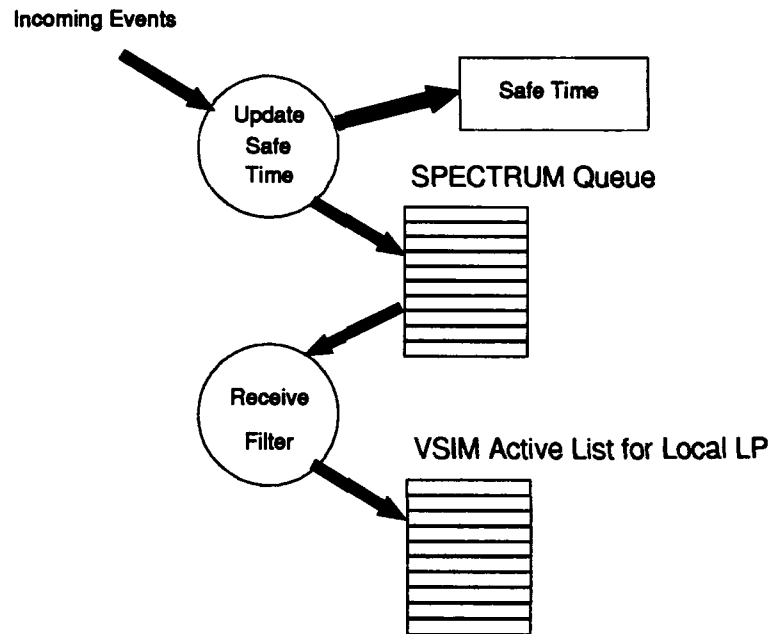 Incoming Events
Update
Safe
Time
Safe Time
SPECTRUM Queue
Receive
Filter
VSIM Active List for Local LP